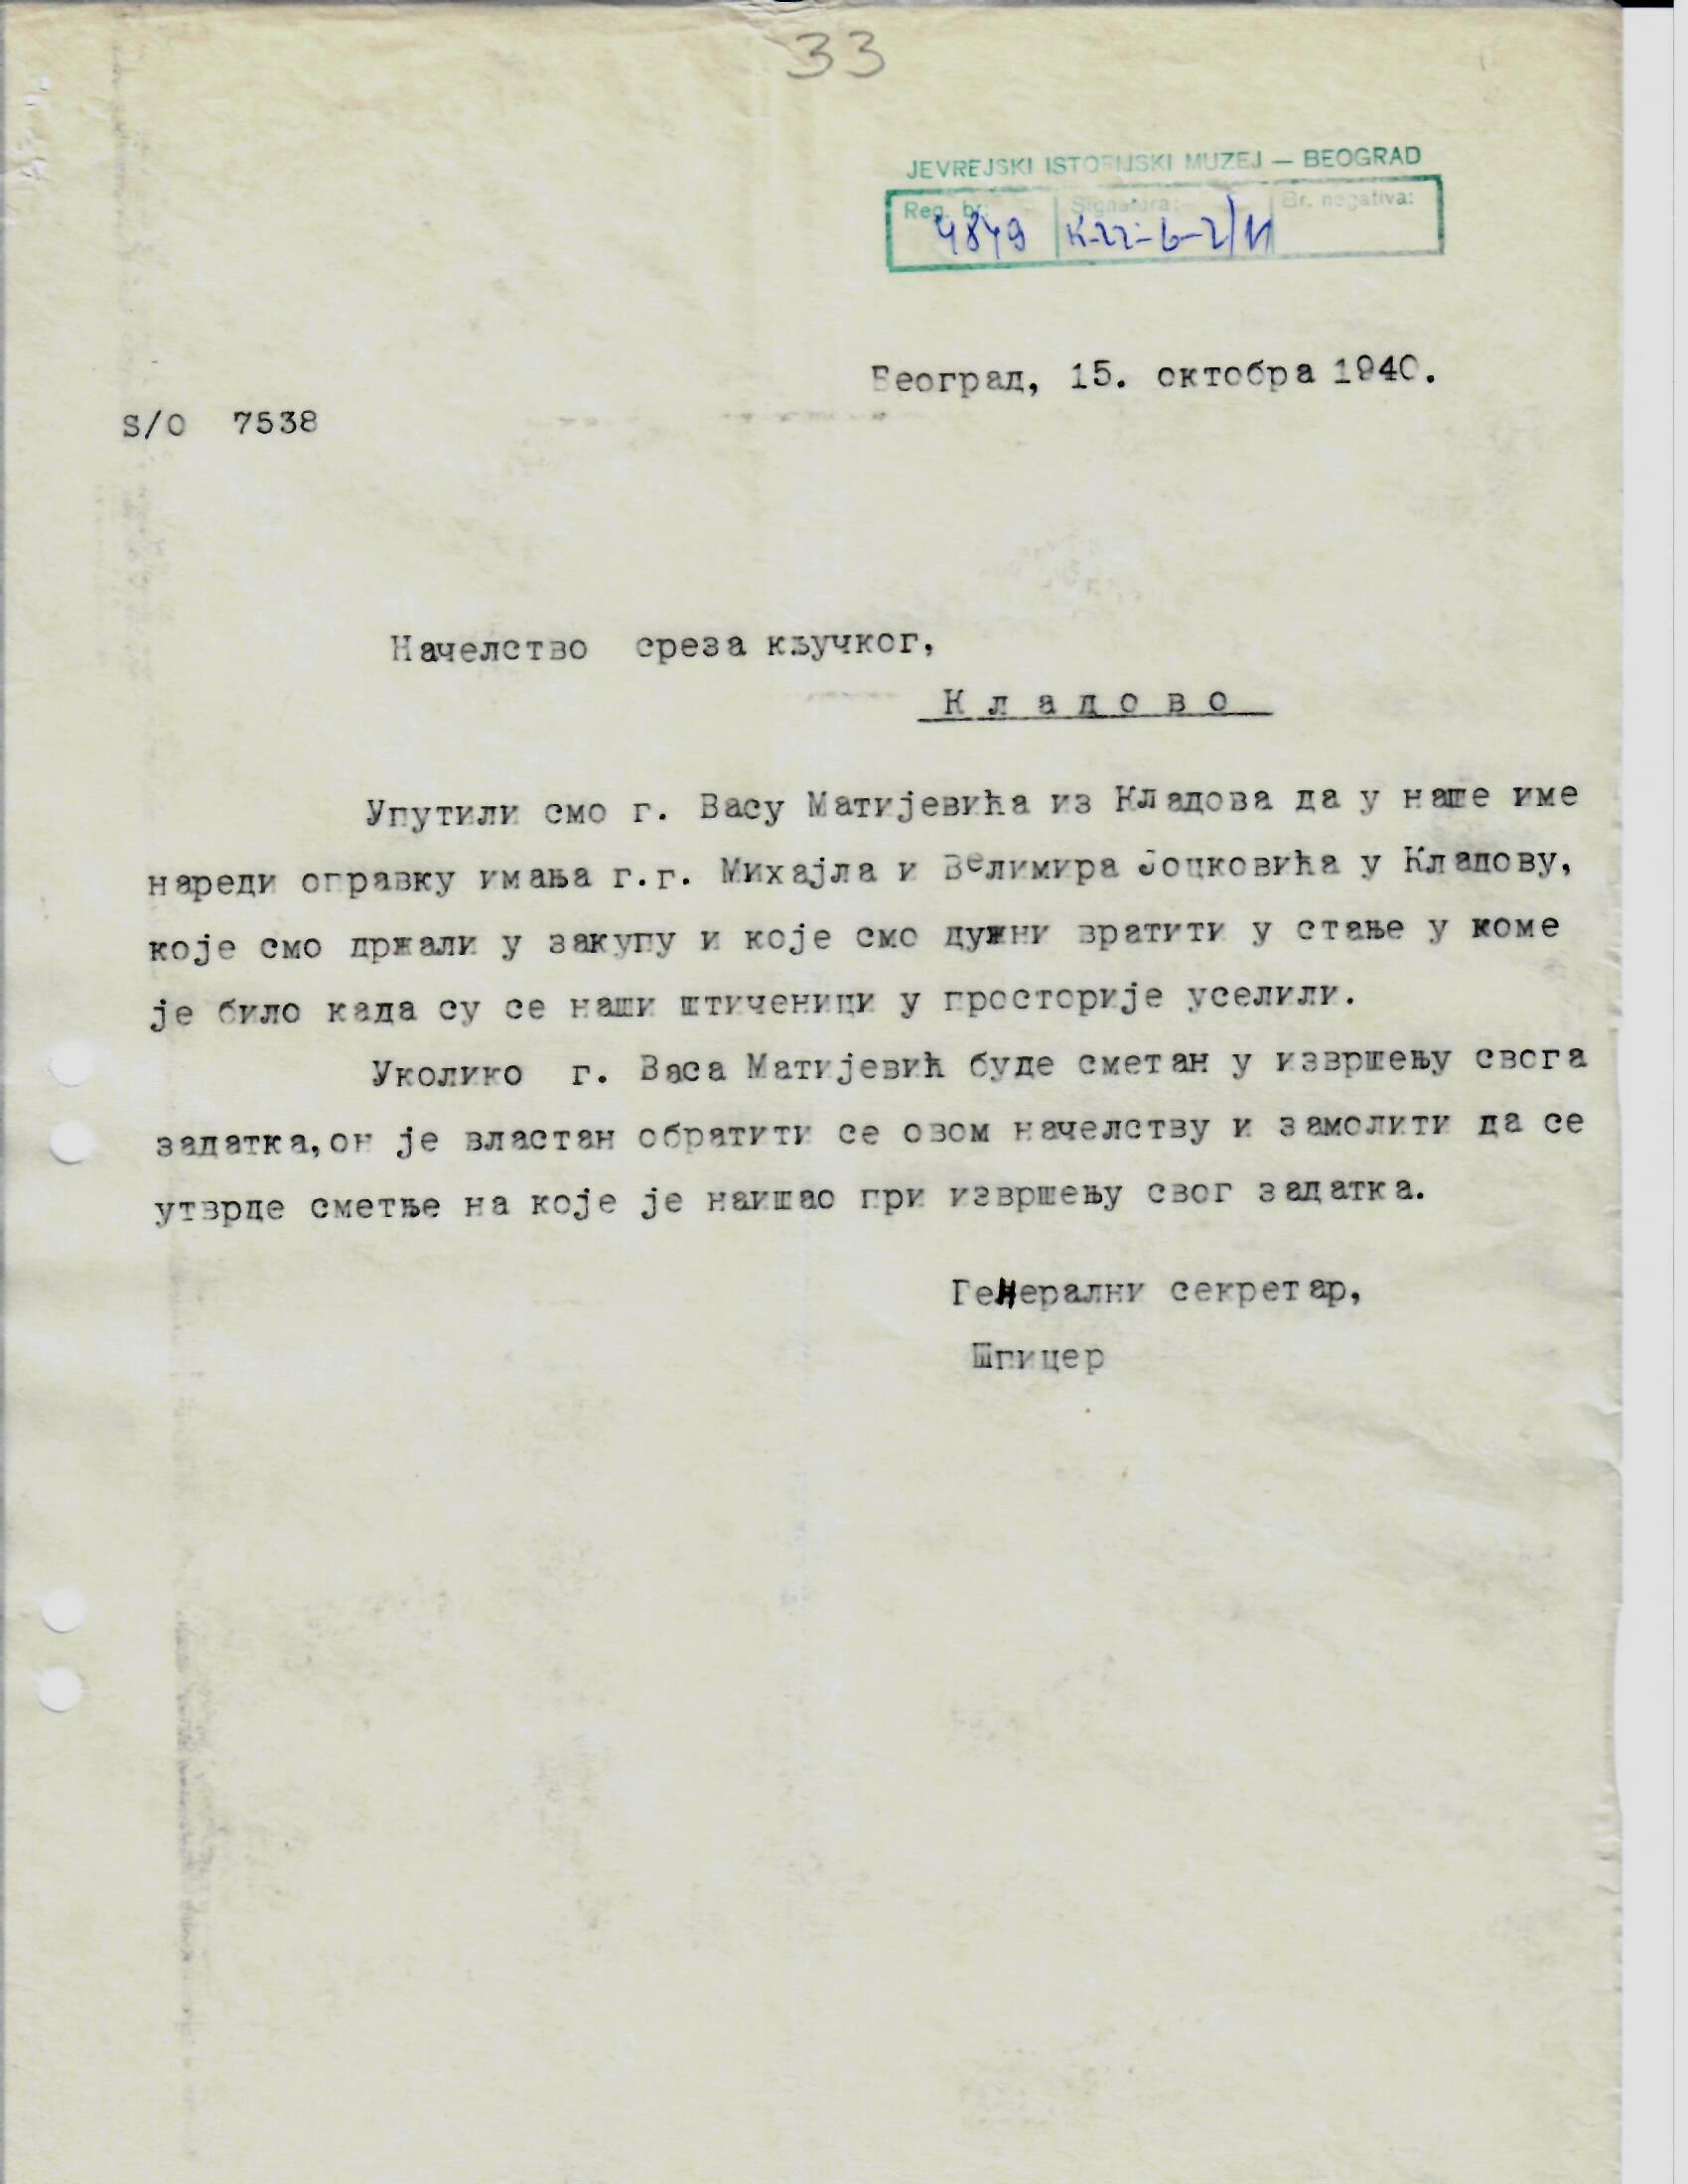 33
JEVREJSKI ISTORIJSKI MUZEJ — BEOGRAD
Reg. br. Signatura: Br. negativa:
4849 K-22-6-2/11
Београд, 15. октобра 1940.
S/O 7538
Начелство среза кључког,
К л а д о в о
Упутили смо г. Васу Матијевића из Кладова да у наше име
нареди оправку имања г.г. Михајла и Велимира Јоцковића у Кладову,
које смо држали у закупу и које смо дужни вратити у стање у коме
је било када су се наши штиченици у просторије уселили.
Уколико г. Васа Матијевић буде сметан у извршењу свога
задатка,он је властан обратити се овом начелству и замолити да се
утврде сметње на које је наишао при извршењу свог задатка.
Генерални секретар,
Шпицер